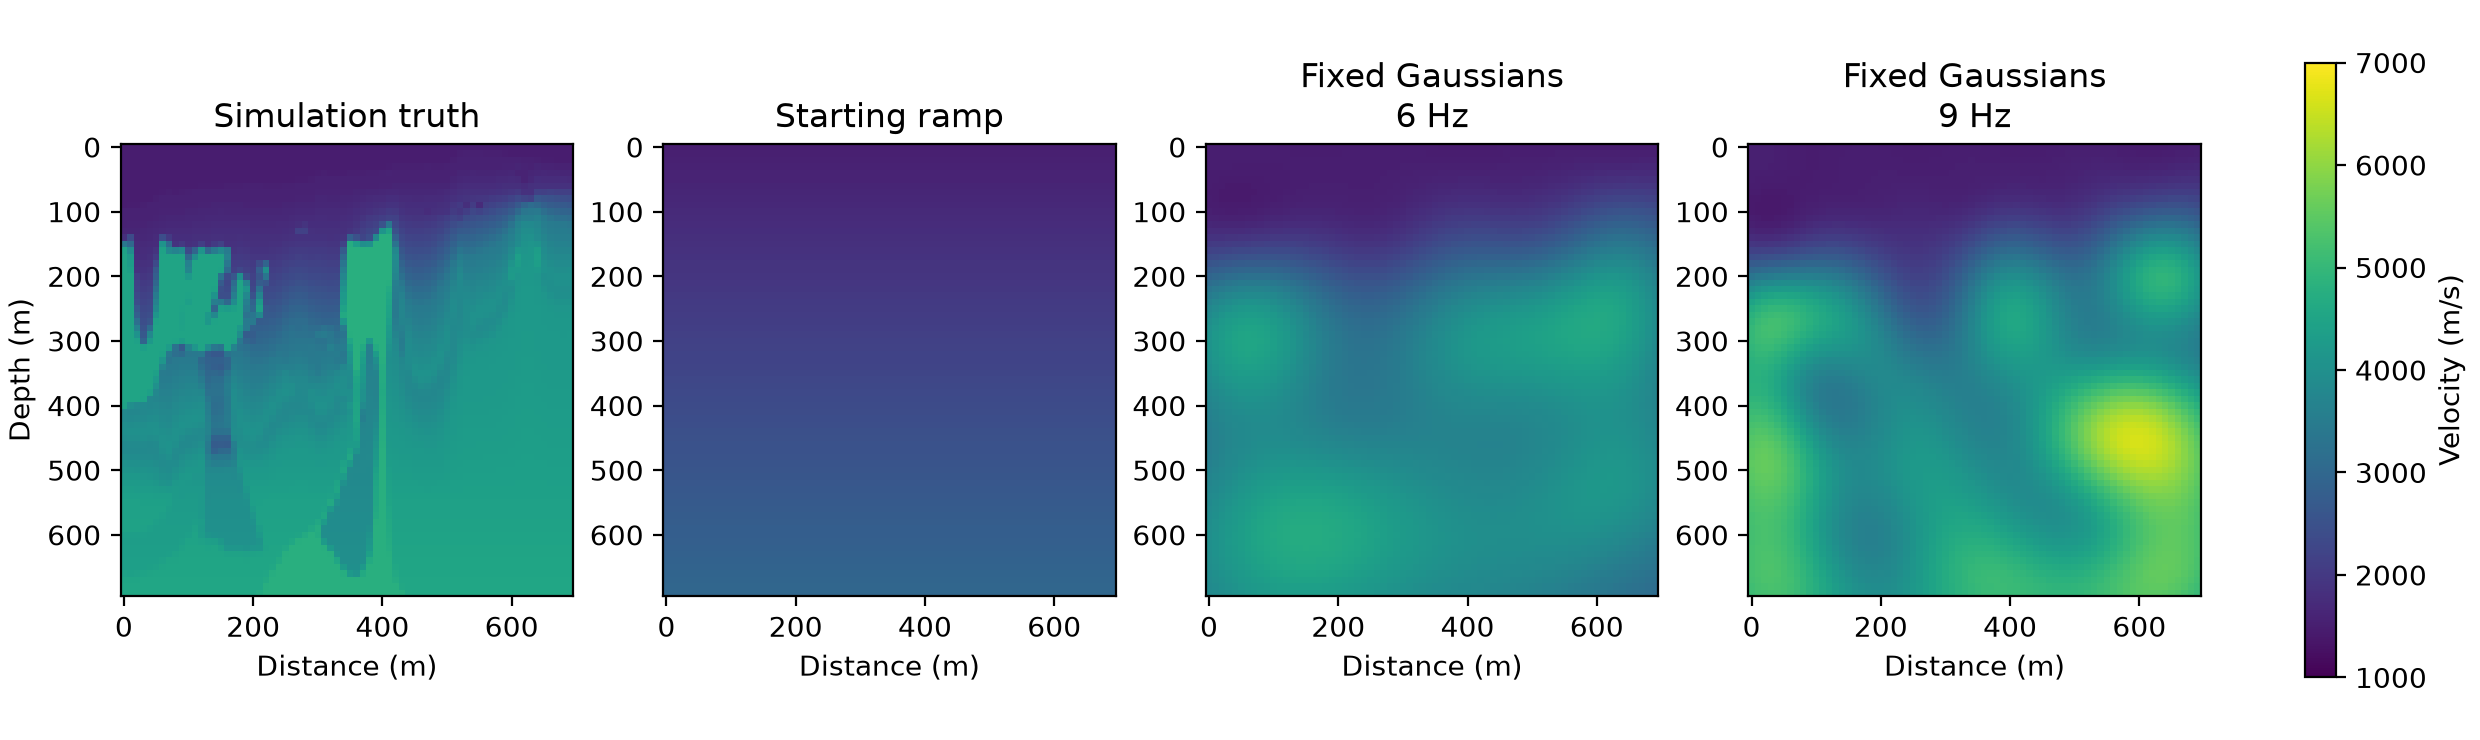 Simulation truth
Starting ramp
Fixed Gaussians
6 Hz
Fixed Gaussians
9 Hz
Depth (m)
0
100
200
300
400
500
600
0 200 400 600
Distance (m)
0
100
200
300
400
500
600
0 200 400 600
Distance (m)
0
100
200
300
400
500
600
0 200 400 600
Distance (m)
0
100
200
300
400
500
600
0 200 400 600
Distance (m)
7000
6000
5000
4000
3000
2000
1000
Velocity (m/s)